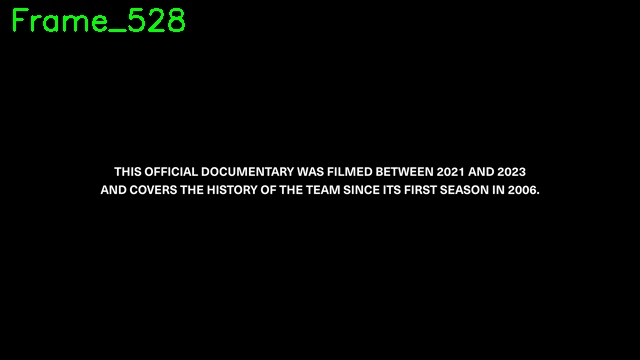 Frame_528
THIS OFFICIAL DOCUMENTARY WAS FILMED BETWEEN 2021 AND 2023
AND COVERS THE HISTORY OF THE TEAM SINCE ITS FIRST SEASON IN 2006.